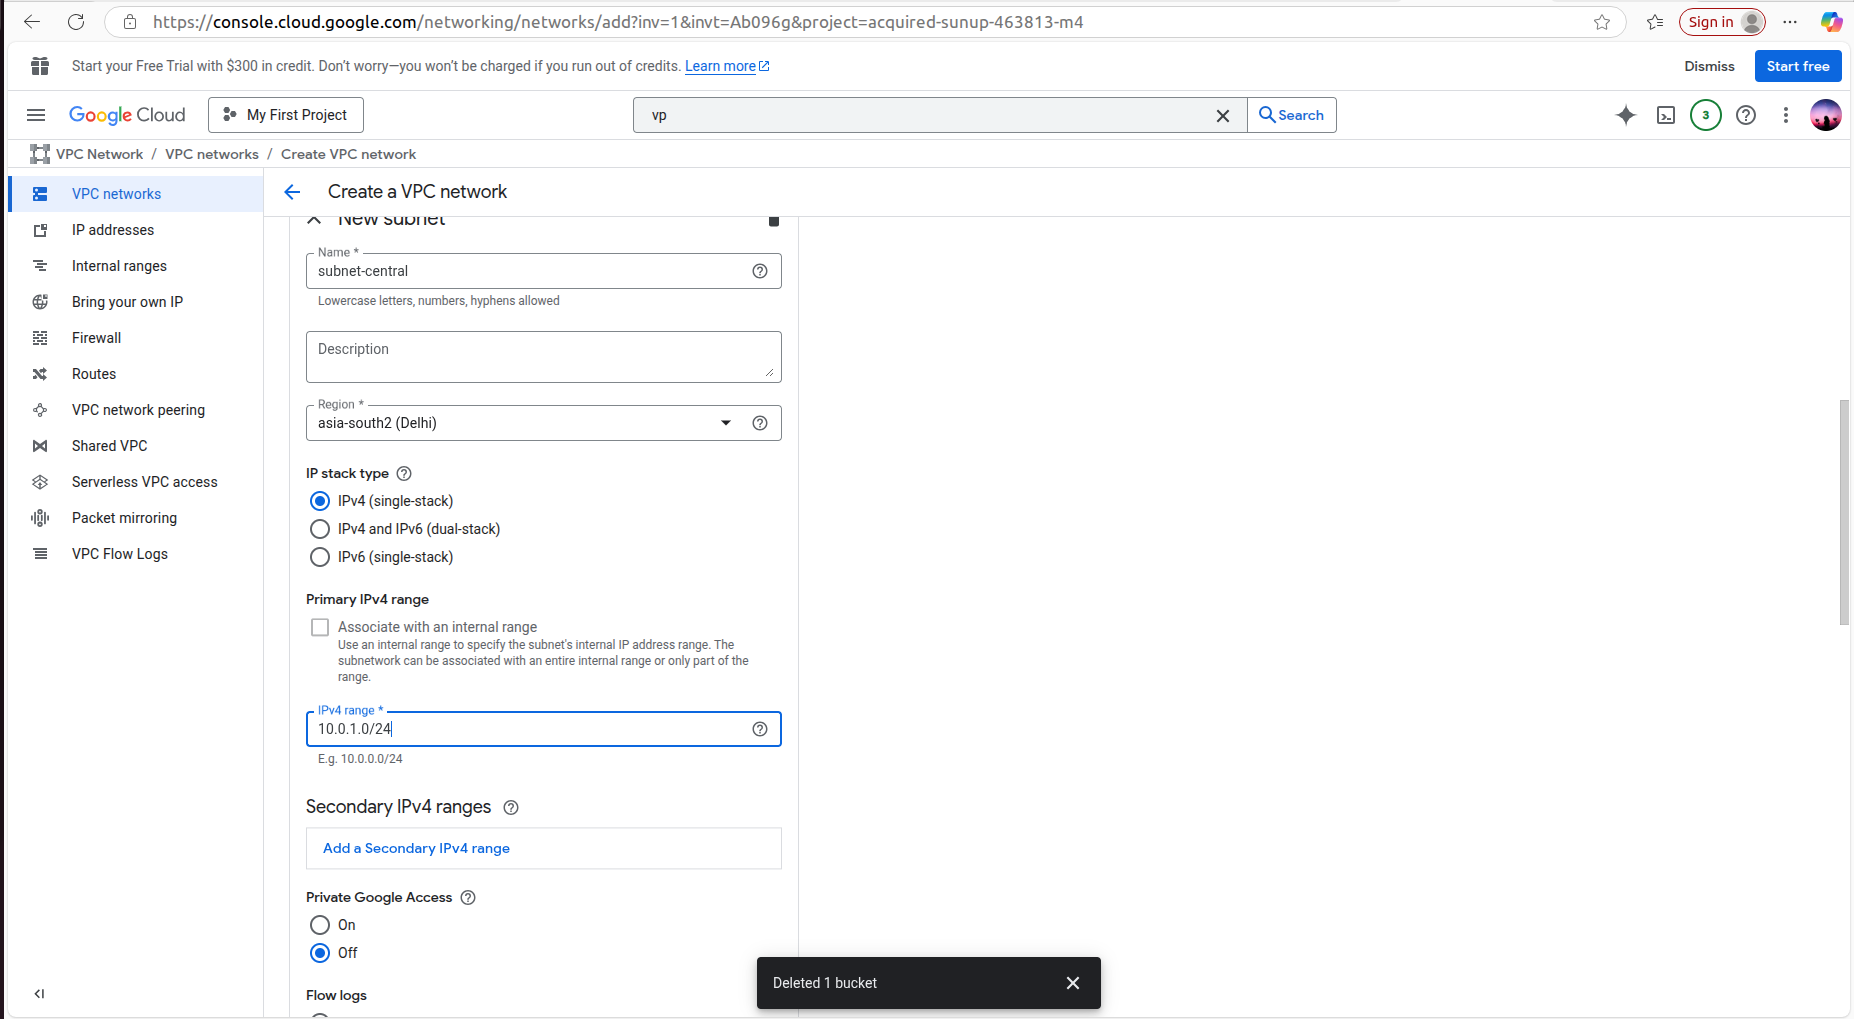 https://console.cloud.google.com/networking/networks/add?inv=1&invt=Ab096g&project=acquired-sunup-463813-m4
Sign in
Start your Free Trial with $300 in credit. Don't worry—you won't be charged if you run out of credits. Learn more
Dismiss
Start free
Google Cloud
My First Project
vp
Search
3
VPC Network / VPC networks / Create VPC network
VPC networks
IP addresses
Internal ranges
Bring your own IP
Firewall
Routes
VPC network peering
Shared VPC
Serverless VPC access
Packet mirroring
VPC Flow Logs
Create a VPC network
New subnet
Name *
subnet-central
Lowercase letters, numbers, hyphens allowed
Description
Region *
asia-south2 (Delhi)
IP stack type
IPv4 (single-stack)
IPv4 and IPv6 (dual-stack)
IPv6 (single-stack)
Primary IPv4 range
Associate with an internal range
Use an internal range to specify the subnet's internal IP address range. The
subnetwork can be associated with an entire internal range or only part of the
range.
IPv4 range *
10.0.1.0/24
E.g. 10.0.0.0/24
Secondary IPv4 ranges
Add a Secondary IPv4 range
Private Google Access
On
Off
Flow logs
Deleted 1 bucket